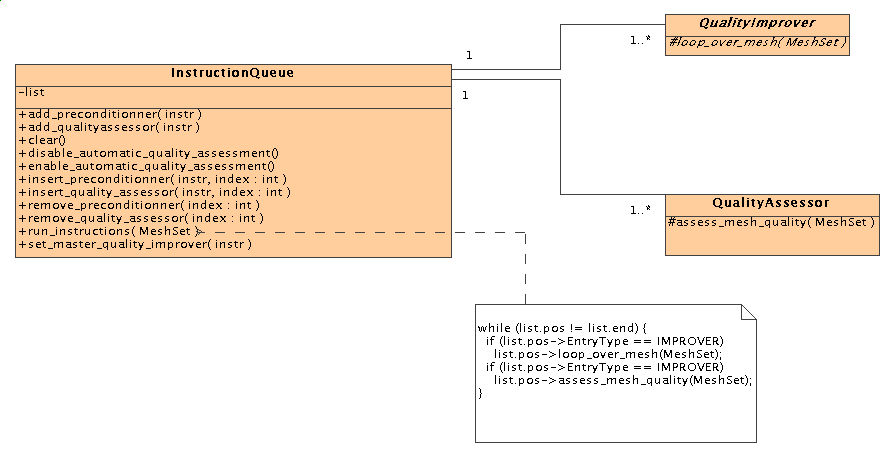 QualityImprover
#loop_over_mesh( MeshSet )
1..*
1
InstructionQueue
-list
1
+add_preconditionner( instr )
+add_qualityassessor( instr )
+clear()
+disable_automatic_quality_assessment()
+enable_automatic_quality_assessment()
+insert_preconditionner( instr, index : int )
+insert_quality_assessor( instr, index : int )
+remove_preconditioner( index : int )
+remove_quality_assessor( index : int )
+run_instructions( MeshSet )
+set_master_quality_improver( instr )
QualityAssessor
1..*
#assess_mesh_quality( MeshSet )
while (list.pos != list.end) {
if (list.pos->EntryType == IMPROVER)
list.pos->loop_over_mesh(MeshSet);
if (list.pos->EntryType == IMPROVER)
list.pos->assess_mesh_quality(MeshSet);
}